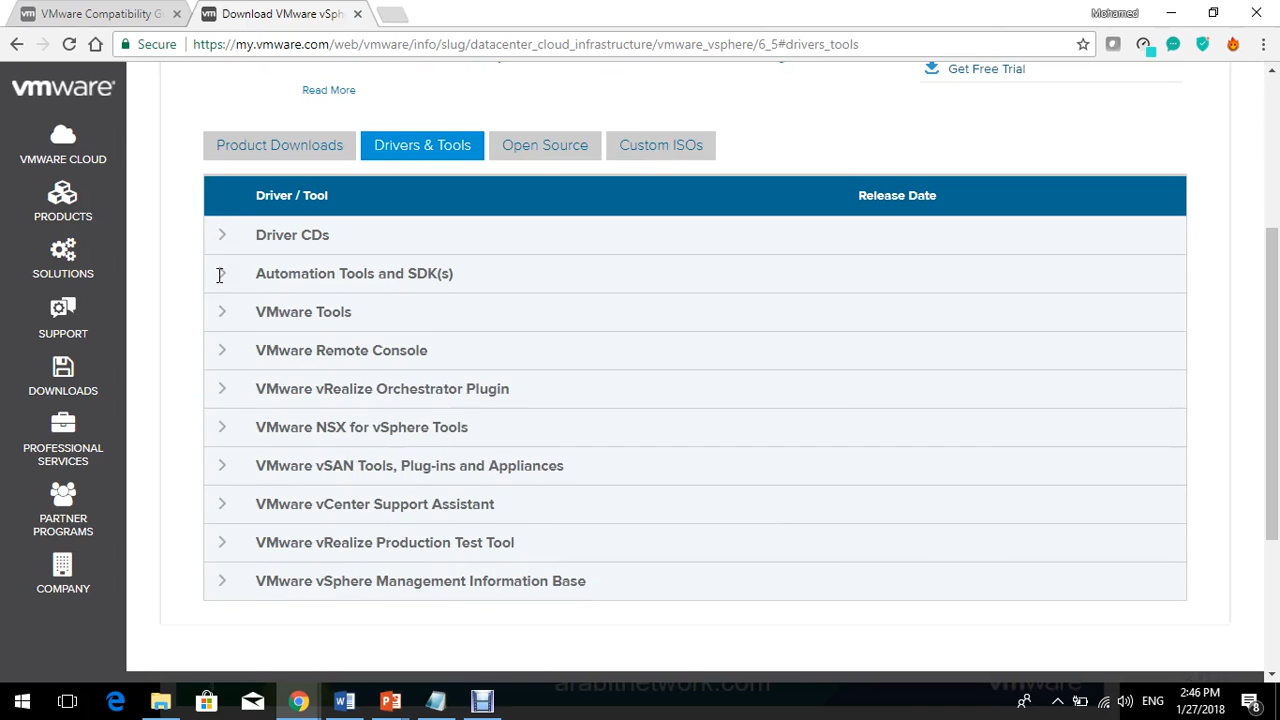 VMware Compatibility G
Download VMware vSph
Mohamed
Secure
https://my.vmware.com/web/vmware/info/slug/datacenter_cloud_infrastructure/vmware_vsphere/6_5#drivers_tools
vmware
VMWARE CLOUD
PRODUCTS
SOLUTIONS
SUPPORT
DOWNLOADS
PROFESSIONAL
SERVICES
PARTNER
PROGRAMS
COMPANY
Get Free Trial
Read More
Product Downloads
Drivers & Tools
Open Source
Custom ISOs
Driver / Tool
Release Date
Driver CDs
Automation Tools and SDK(s)
VMware Tools
VMware Remote Console
VMware vRealize Orchestrator Plugin
VMware NSX for vSphere Tools
VMware vSAN Tools, Plug-ins and Appliances
VMware vCenter Support Assistant
VMware vRealize Production Test Tool
VMware vSphere Management Information Base
arabitnetwork.com
ENG
2:46 PM
1/27/2018
8